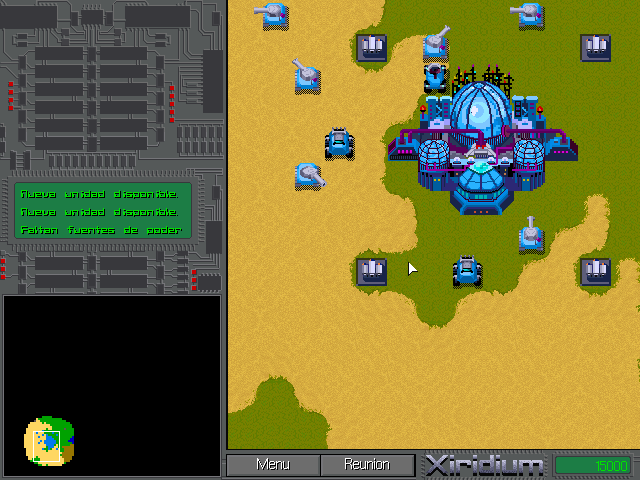 Nueva unidad disponible.
Nueva unidad disponible.
Faltan fuentes de poder
Menu
Reunion
Xiridium
15000